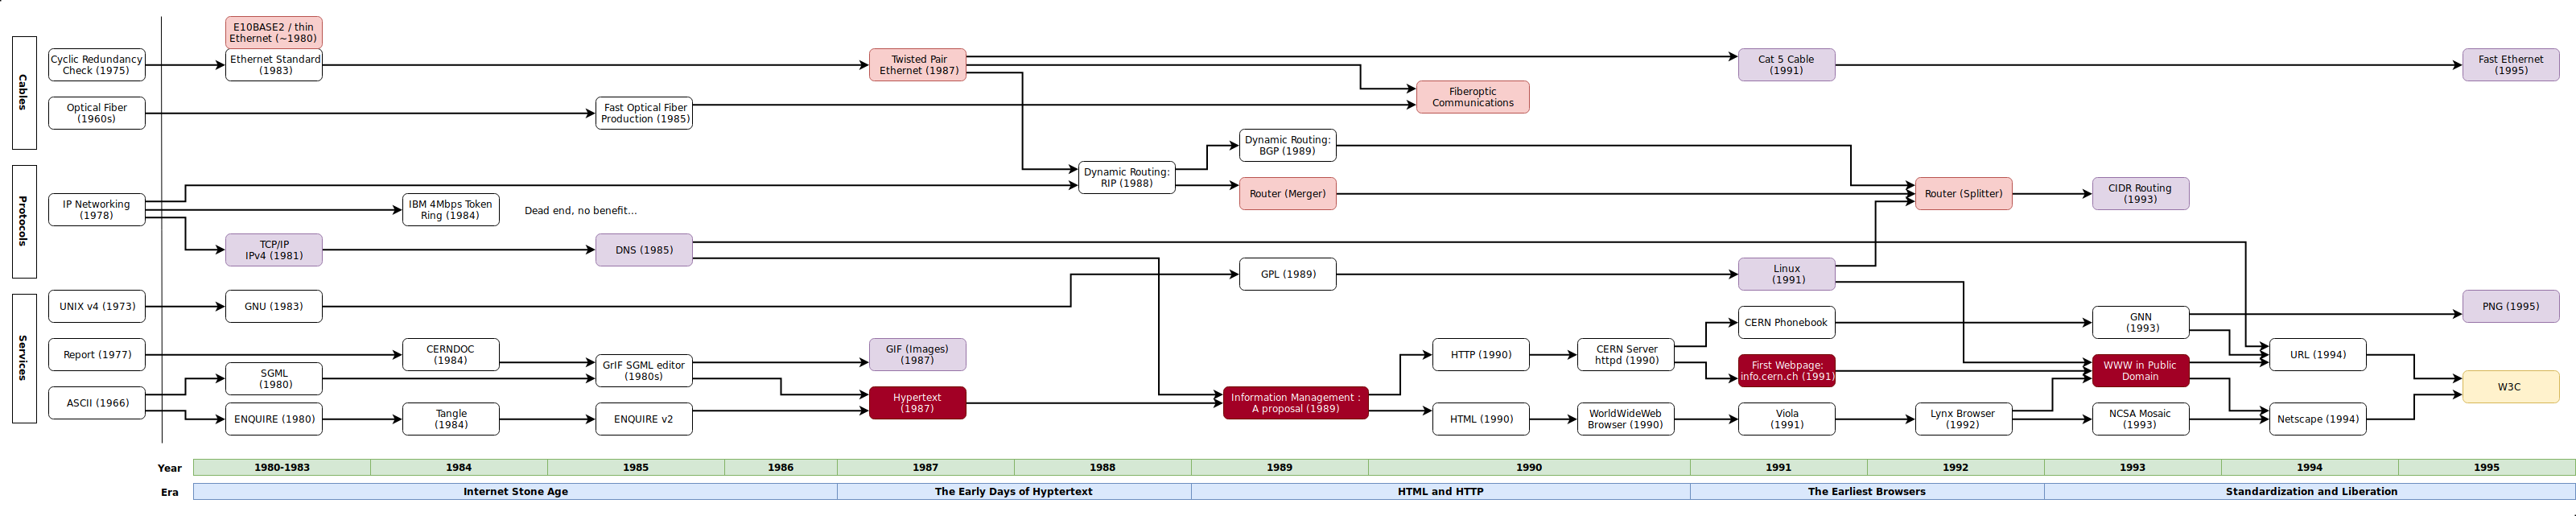 E10BASE2 / thin
Ethernet (~1980)
Cables
Cyclic Redundancy
Check (1975)
Ethernet Standard
(1983)
Twisted Pair
Ethernet (1987)
Cat 5 Cable
(1991)
Fast Ethernet
(1995)
Fiberoptic
Communications
Optical Fiber
(1960s)
Fast Optical Fiber
Production (1985)
Dynamic Routing:
BGP (1989)
Protocols
Dynamic Routing:
RIP (1988)
Router (Merger)
Router (Splitter)
CIDR Routing
(1993)
IP Networking
(1978)
IBM 4Mbps Token
Ring (1984)
Dead end, no benefit...
TCP/IP
IPv4 (1981)
DNS (1985)
GPL (1989)
Linux
(1991)
Services
UNIX v4 (1973)
GNU (1983)
PNG (1995)
CERN Phonebook
GNN
(1993)
Report (1977)
CERNDOC
(1984)
GrIF SGML editor
(1980s)
GIF (Images)
(1987)
HTTP (1990)
CERN Server
httpd (1990)
First Webpage:
info.cern.ch (1991)
WWW in Public
Domain
URL (1994)
SGML
(1980)
W3C
ASCII (1966)
Hypertext
(1987)
Information Management :
A proposal (1989)
ENQUIRE (1980)
Tangle
(1984)
ENQUIRE v2
HTML (1990)
WorldWideWeb
Browser (1990)
Viola
(1991)
Lynx Browser
(1992)
NCSA Mosaic
(1993)
Netscape (1994)
Year 1980-1983 1984 1985 1986 1987 1988 1989 1990 1991 1992 1993 1994 1995
Era Internet Stone Age The Early Days of Hyptertext HTML and HTTP The Earliest Browsers Standardization and Liberation